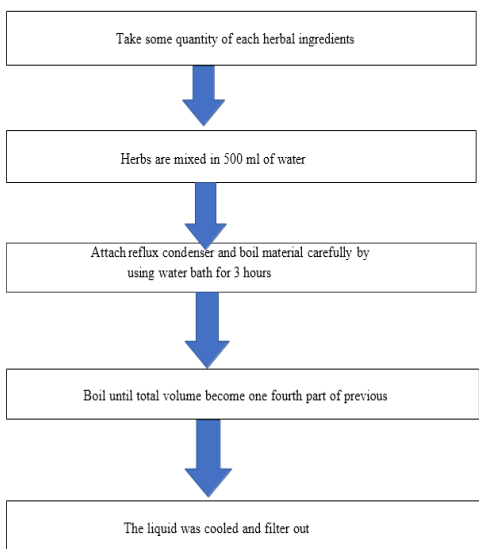 Take some quantity of each herbal ingredients
Herbs are mixed in 500 ml of water
Attach reflux condenser and boil material carefully by
using water bath for 3 hours
Boil until total volume become one fourth part of previous
The liquid was cooled and filter out